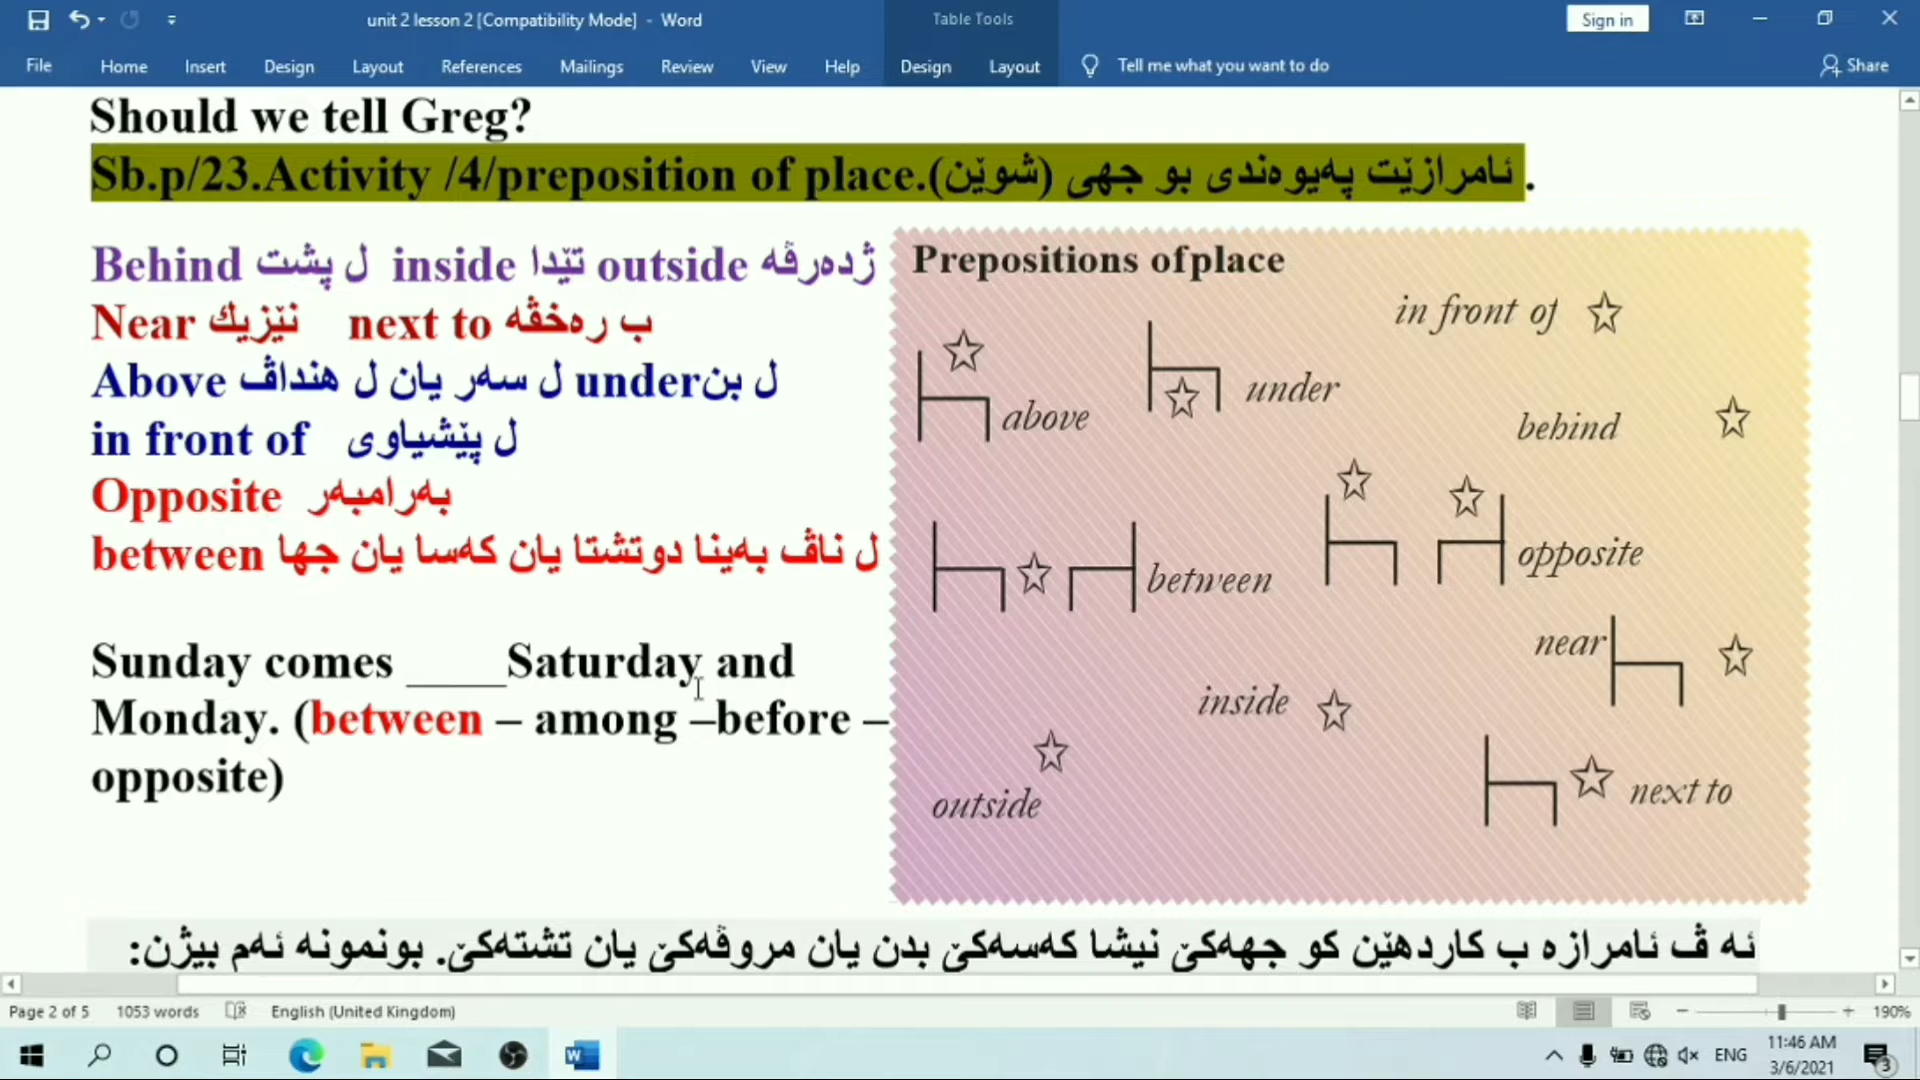 unit 2 lesson 2 [Compatibility Mode] - Word
Table Tools
Sign in
File Home Insert Design Layout References Mailings Review View Help Design Layout Tell me what you want to do Share
Should we tell Greg?
Sb.p/23.Activity /4/preposition of place.(شوێن) ئامرازێت پەیوەندی بو جهی .
Behind ل پشت inside تێدا outside ژدەرڤە
Near نێزیك next to ب رەخڤە
Above ل سەر یان ل هنداڤ under ل بن
in front of ل پێشیاوی
Opposite بەرامبەر
between ل ناڤ بەینا دوتشتا یان کەسا یان جها
Sunday comes ____Saturday and
Monday. (between – among –before –
opposite)
Prepositions ofplace
in front of
above
under
behind
between
opposite
near
inside
outside
next to
ئە ڤ ئامرازە ب کاردهێن کو جهەکێ نیشا کەسەکێ بدن یان مروڤەکێ یان تشتەکێ. بونمونە ئەم بیژن:
Page 2 of 5 1053 words English (United Kingdom) 190%
ENG 11:46 AM
3/6/2021 3